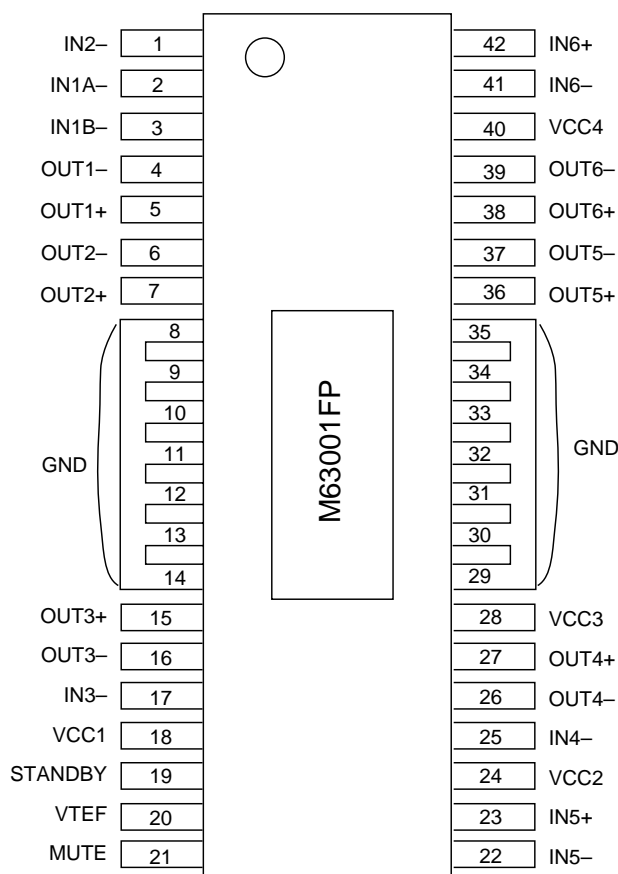 IN2– 1 42 IN6+
IN1A– 2 41 IN6–
IN1B– 3 40 VCC4
OUT1– 4 39 OUT6–
OUT1+ 5 38 OUT6+
OUT2– 6 37 OUT5–
OUT2+ 7 36 OUT5+
8 35
9 34
10 33
GND 11 32 GND
12 31
13 30
14 29
M63001FP
OUT3+ 15 28 VCC3
OUT3– 16 27 OUT4+
IN3– 17 26 OUT4–
VCC1 18 25 IN4–
STANDBY 19 24 VCC2
VTEF 20 23 IN5+
MUTE 21 22 IN5–